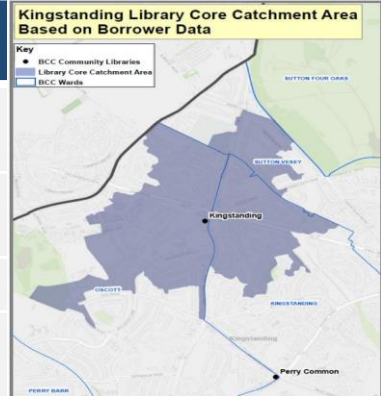 Kingstanding Library Core Catchment Area
Based on Borrower Data
Key
BCC Community Libraries
Library Core Catchment Area
BCC Wards
SUTTON FOUR OAKS
SUTTON VESEY
Kingstanding
OSCOTT
KINGSTANDING
Kingstanding
Perry Common
PERRY BARR